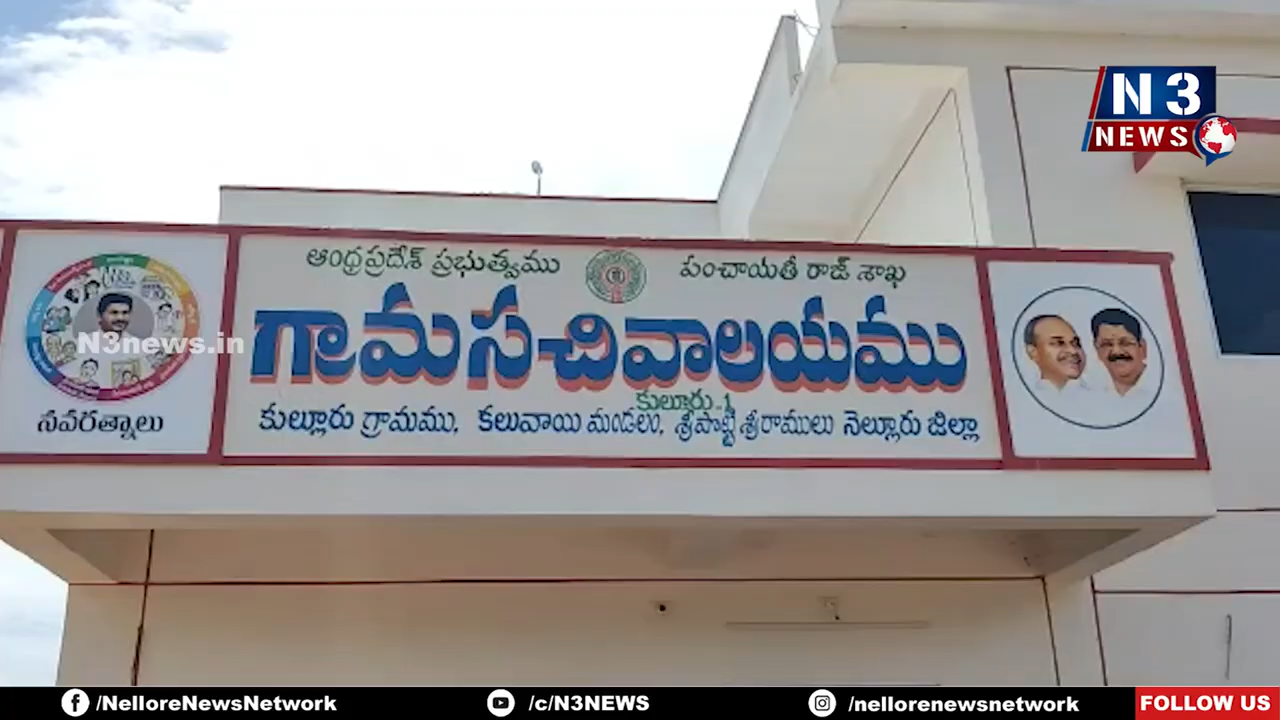 N3
NEWS
ఆంధ్రప్రదేశ్ ప్రభుత్వము పంచాయతీ రాజ్ శాఖ
గ్రామ సచివాలయము
కుల్లూరు -1
కుల్లూరు గ్రామము, కలువాయి మండలం, శ్రీపొట్టి శ్రీరాములు నెల్లూరు జిల్లా
నవరత్నాలు
N3news.in
/NelloreNewsNetwork
/c/N3NEWS
/nellorenewsnetwork
FOLLOW US